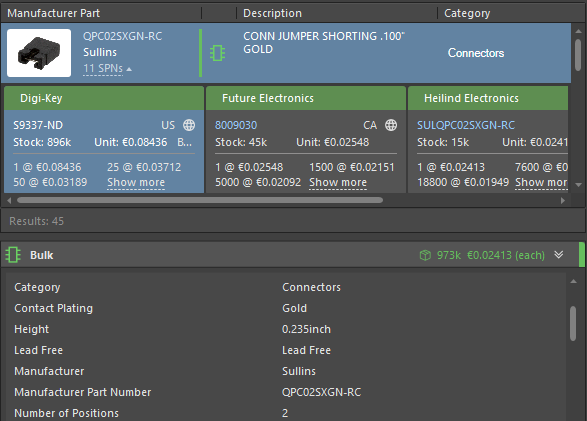 Manufacturer Part Description Category
QPC02SXGN-RC
Sullins
11 SPNs
CONN JUMPER SHORTING .100"
GOLD
Connectors
Digi-Key
S9337-ND US
Stock: 896k Unit: €0.08436 B...
1 @ €0.08436 25 @ €0.03712
50 @ €0.03189 Show more
Future Electronics
8009030 CA
Stock: 45k Unit: €0.02548
1 @ €0.02548 1500 @ €0.02151
5000 @ €0.02092 Show more
Heilind Electronics
SULQPC02SXGN-RC
Stock: 15k Unit: €0.0241
1 @ €0.02413 7600 @ €0
18800 @ €0.01949 Show more
Results: 45
Bulk 973k €0.02413 (each)
Category Connectors
Contact Plating Gold
Height 0.235inch
Lead Free Lead Free
Manufacturer Sullins
Manufacturer Part Number QPC02SXGN-RC
Number of Positions 2